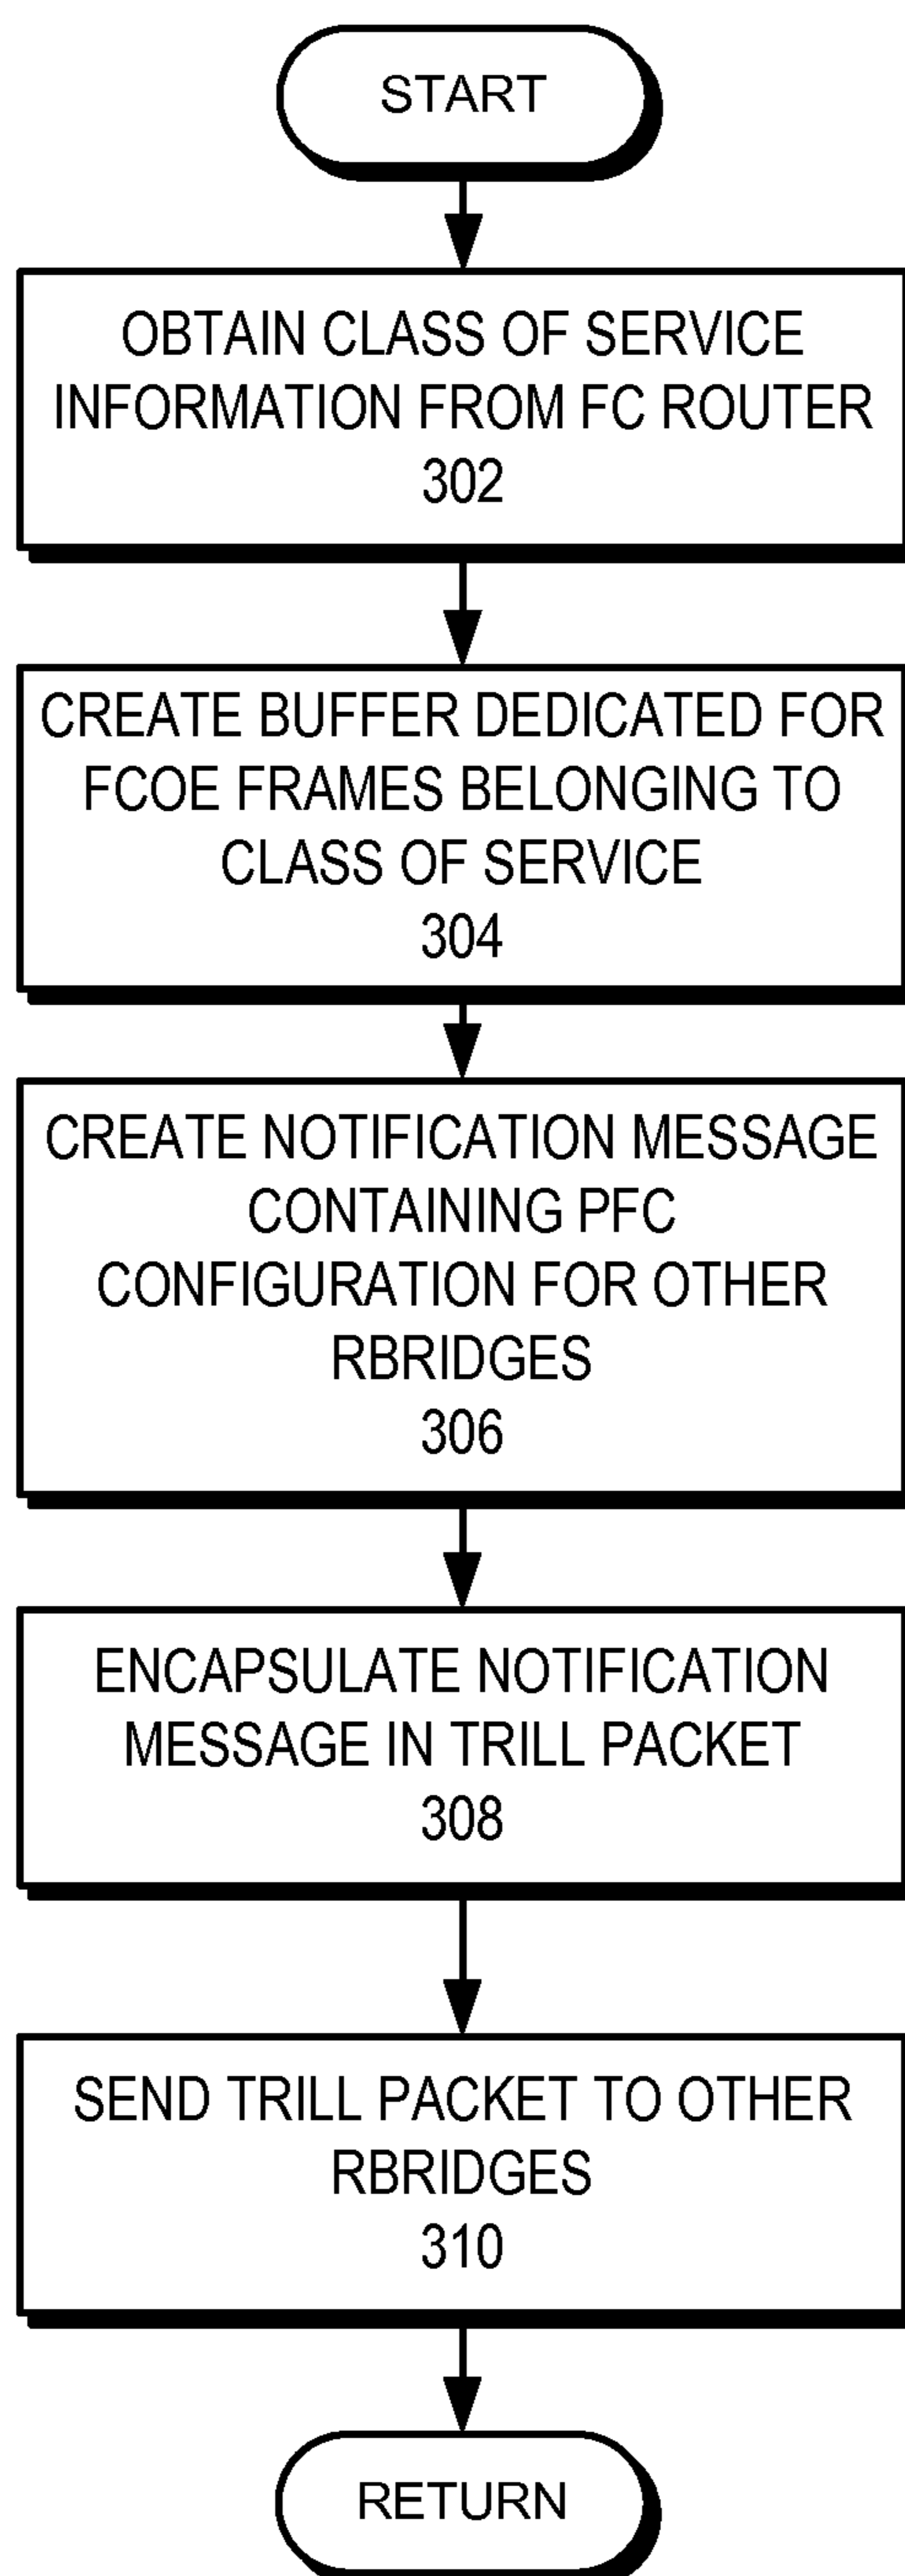 START
OBTAIN CLASS OF SERVICE
INFORMATION FROM FC ROUTER
302
CREATE BUFFER DEDICATED FOR
FCOE FRAMES BELONGING TO
CLASS OF SERVICE
304
CREATE NOTIFICATION MESSAGE
CONTAINING PFC
CONFIGURATION FOR OTHER
RBRIDGES
306
ENCAPSULATE NOTIFICATION
MESSAGE IN TRILL PACKET
308
SEND TRILL PACKET TO OTHER
RBRIDGES
310
RETURN